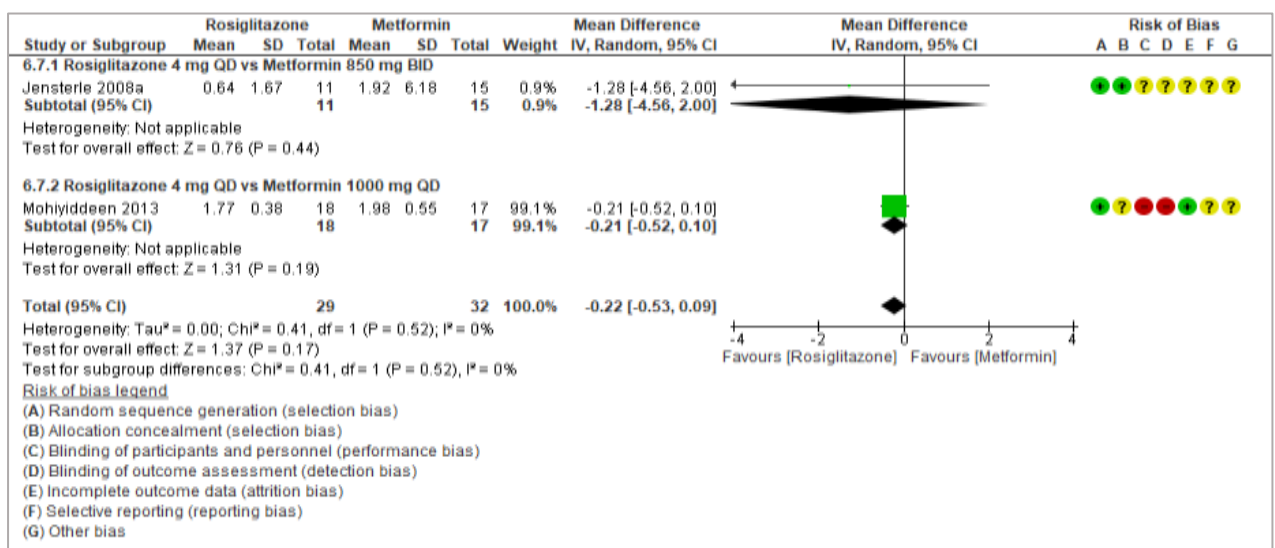 Rosiglitazone Metformin Mean Difference Mean Difference Risk of Bias
Study or Subgroup Mean SD Total Mean SD Total Weight IV, Random, 95% CI IV, Random, 95% CI A B C D E F G
6.7.1 Rosiglitazone 4 mg QD vs Metformin 850 mg BID
Jensterle 2008a 0.64 1.67 11 1.92 6.18 15 0.9% -1.28 [-4.56, 2.00] + + ? ? ? ? ?
Subtotal (95% CI) 11 15 0.9% -1.28 [-4.56, 2.00]
Heterogeneity: Not applicable
Test for overall effect: Z = 0.76 (P = 0.44)
6.7.2 Rosiglitazone 4 mg QD vs Metformin 1000 mg QD
Mohiyiddeen 2013 1.77 0.38 18 1.98 0.55 17 99.1% -0.21 [-0.52, 0.10] + ? - - + ? ?
Subtotal (95% CI) 18 17 99.1% -0.21 [-0.52, 0.10]
Heterogeneity: Not applicable
Test for overall effect: Z = 1.31 (P = 0.19)
Total (95% CI) 29 32 100.0% -0.22 [-0.53, 0.09]
Heterogeneity: Tau² = 0.00; Chi² = 0.41, df = 1 (P = 0.52); I² = 0%
Test for overall effect: Z = 1.37 (P = 0.17)
Test for subgroup differences: Chi² = 0.41, df = 1 (P = 0.52), I² = 0%
-4 -2 0 2 4
Favours [Rosiglitazone] Favours [Metformin]
Risk of bias legend
(A) Random sequence generation (selection bias)
(B) Allocation concealment (selection bias)
(C) Blinding of participants and personnel (performance bias)
(D) Blinding of outcome assessment (detection bias)
(E) Incomplete outcome data (attrition bias)
(F) Selective reporting (reporting bias)
(G) Other bias